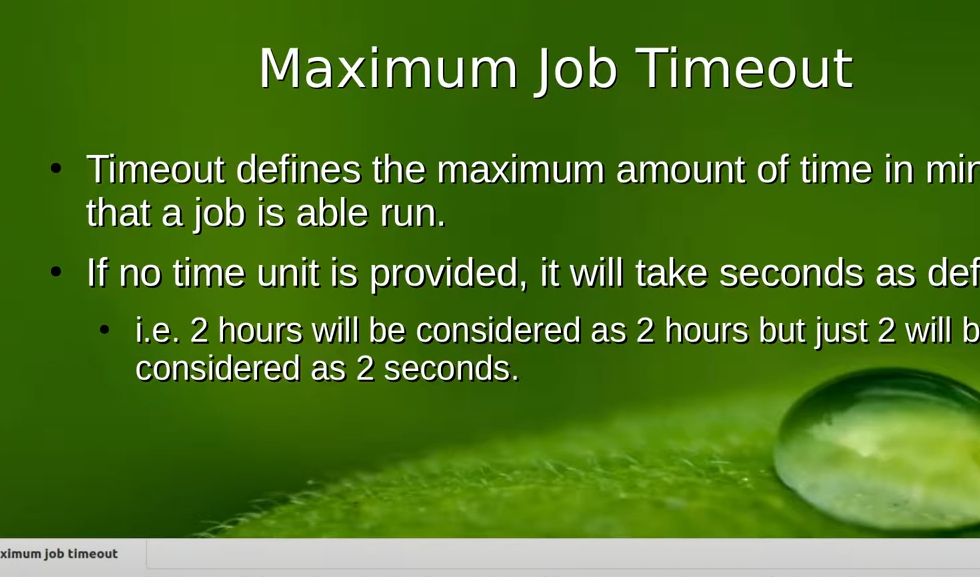 Maximum Job Timeout
• Timeout defines the maximum amount of time in min
that a job is able run.
• If no time unit is provided, it will take seconds as def
• i.e. 2 hours will be considered as 2 hours but just 2 will b
considered as 2 seconds.
ximum job timeout